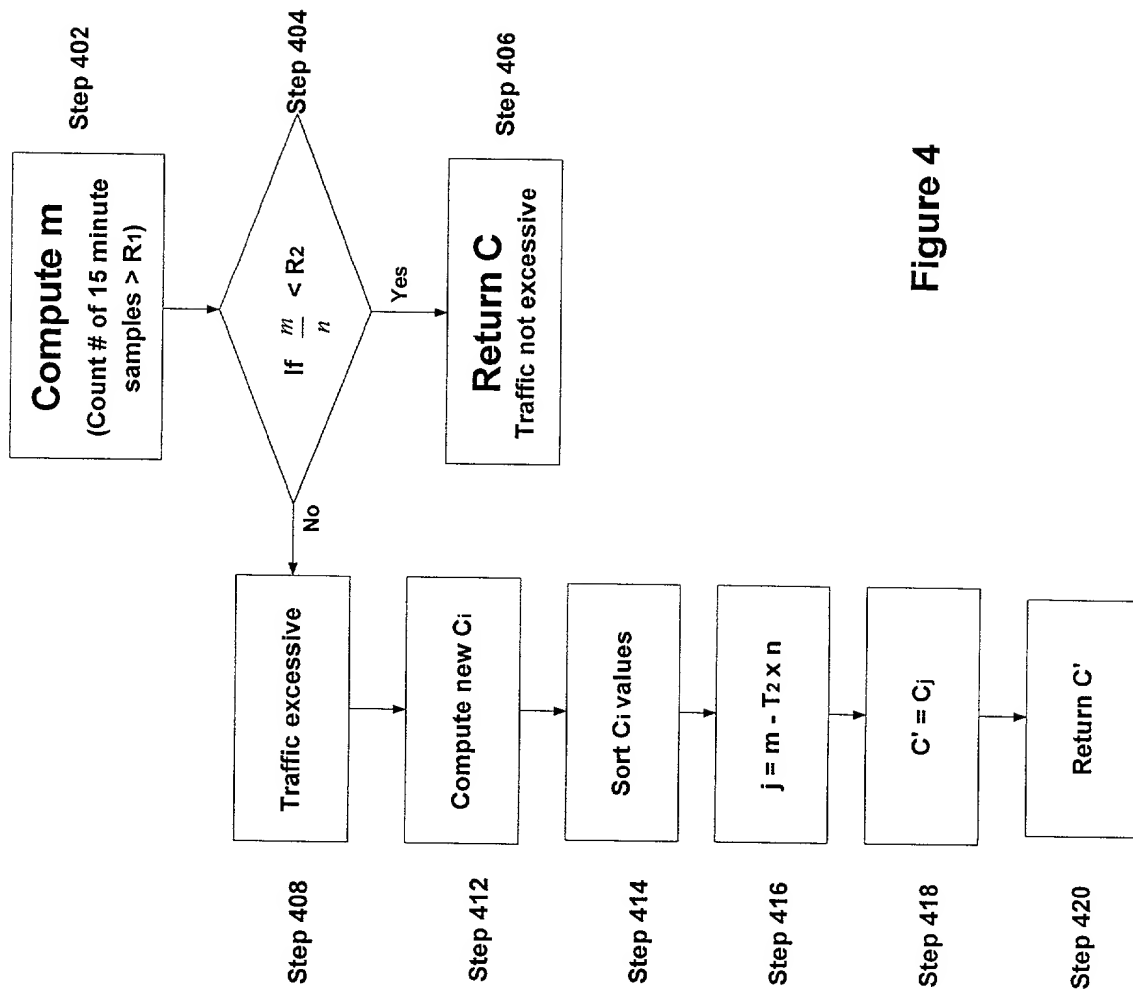 Step 402
Compute m
(Count # of 15 minute
samples > R1)
Step 404
If m/n < R2
Yes
No
Step 406
Return C
Traffic not excessive
Step 408
Traffic excessive
Step 412
Compute new Ci
Step 414
Sort Ci values
Step 416
j = m - T2 x n
Step 418
C' = Cj
Step 420
Return C'
Figure 4